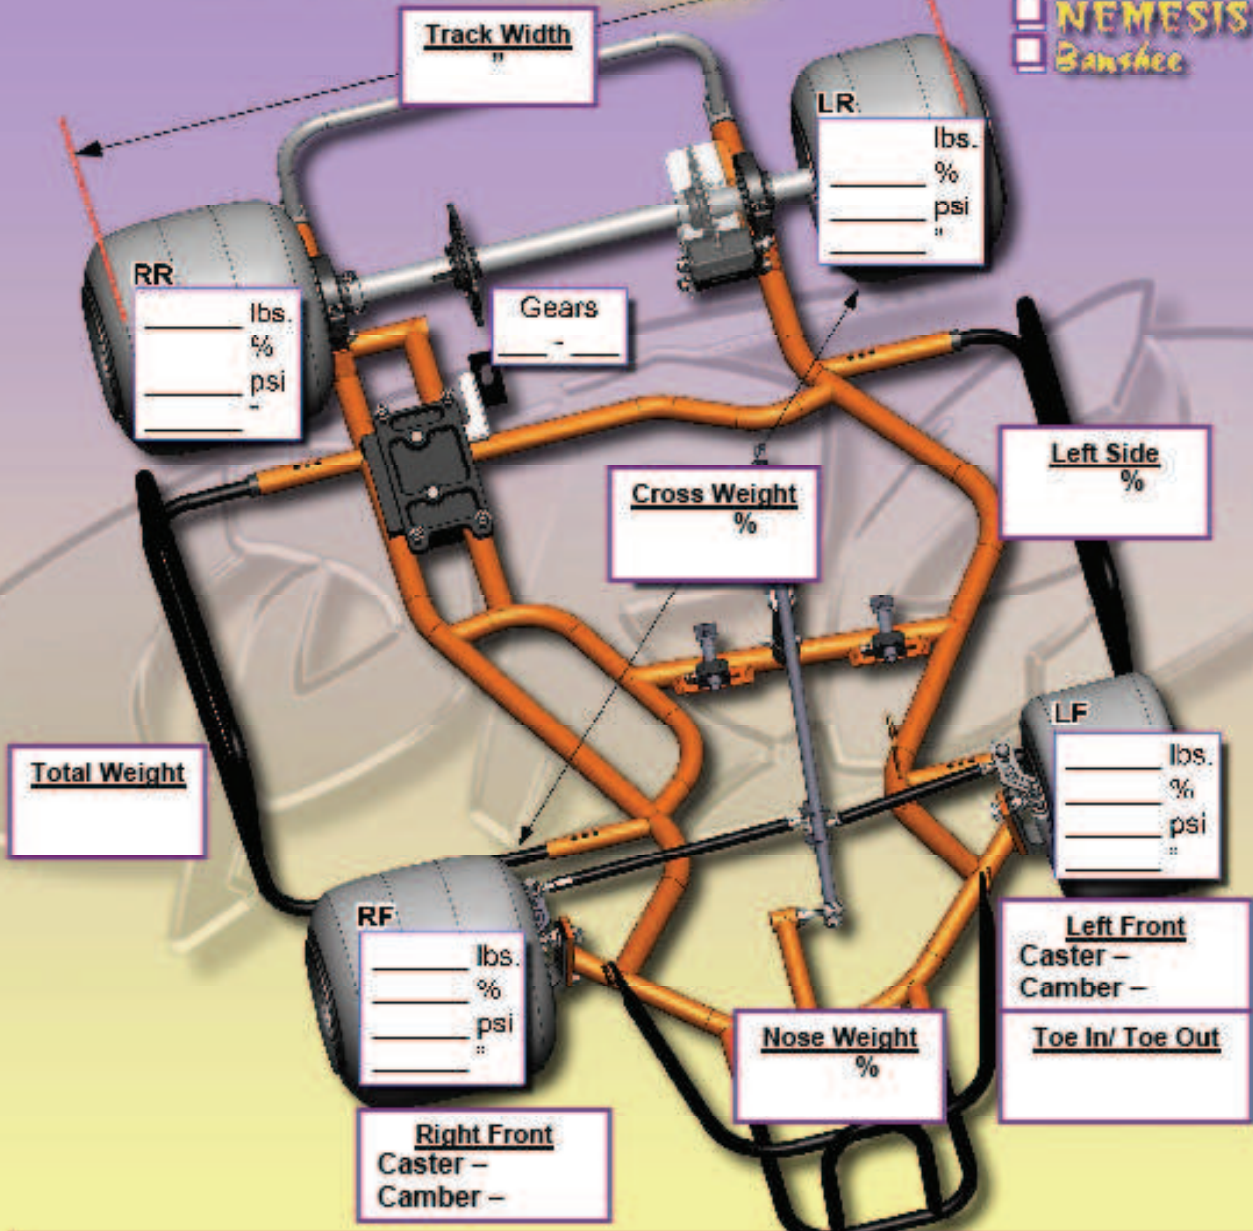 Track Width
"
NEMESIS
Banshee
LR
lbs.
%
psi
"
RR
lbs.
%
psi
"
Gears
-
Left Side
%
Cross Weight
%
LF
lbs.
%
psi
"
Total Weight
RF
lbs.
%
psi
"
Left Front
Caster –
Camber –
Nose Weight
%
Toe In/ Toe Out
Right Front
Caster –
Camber –